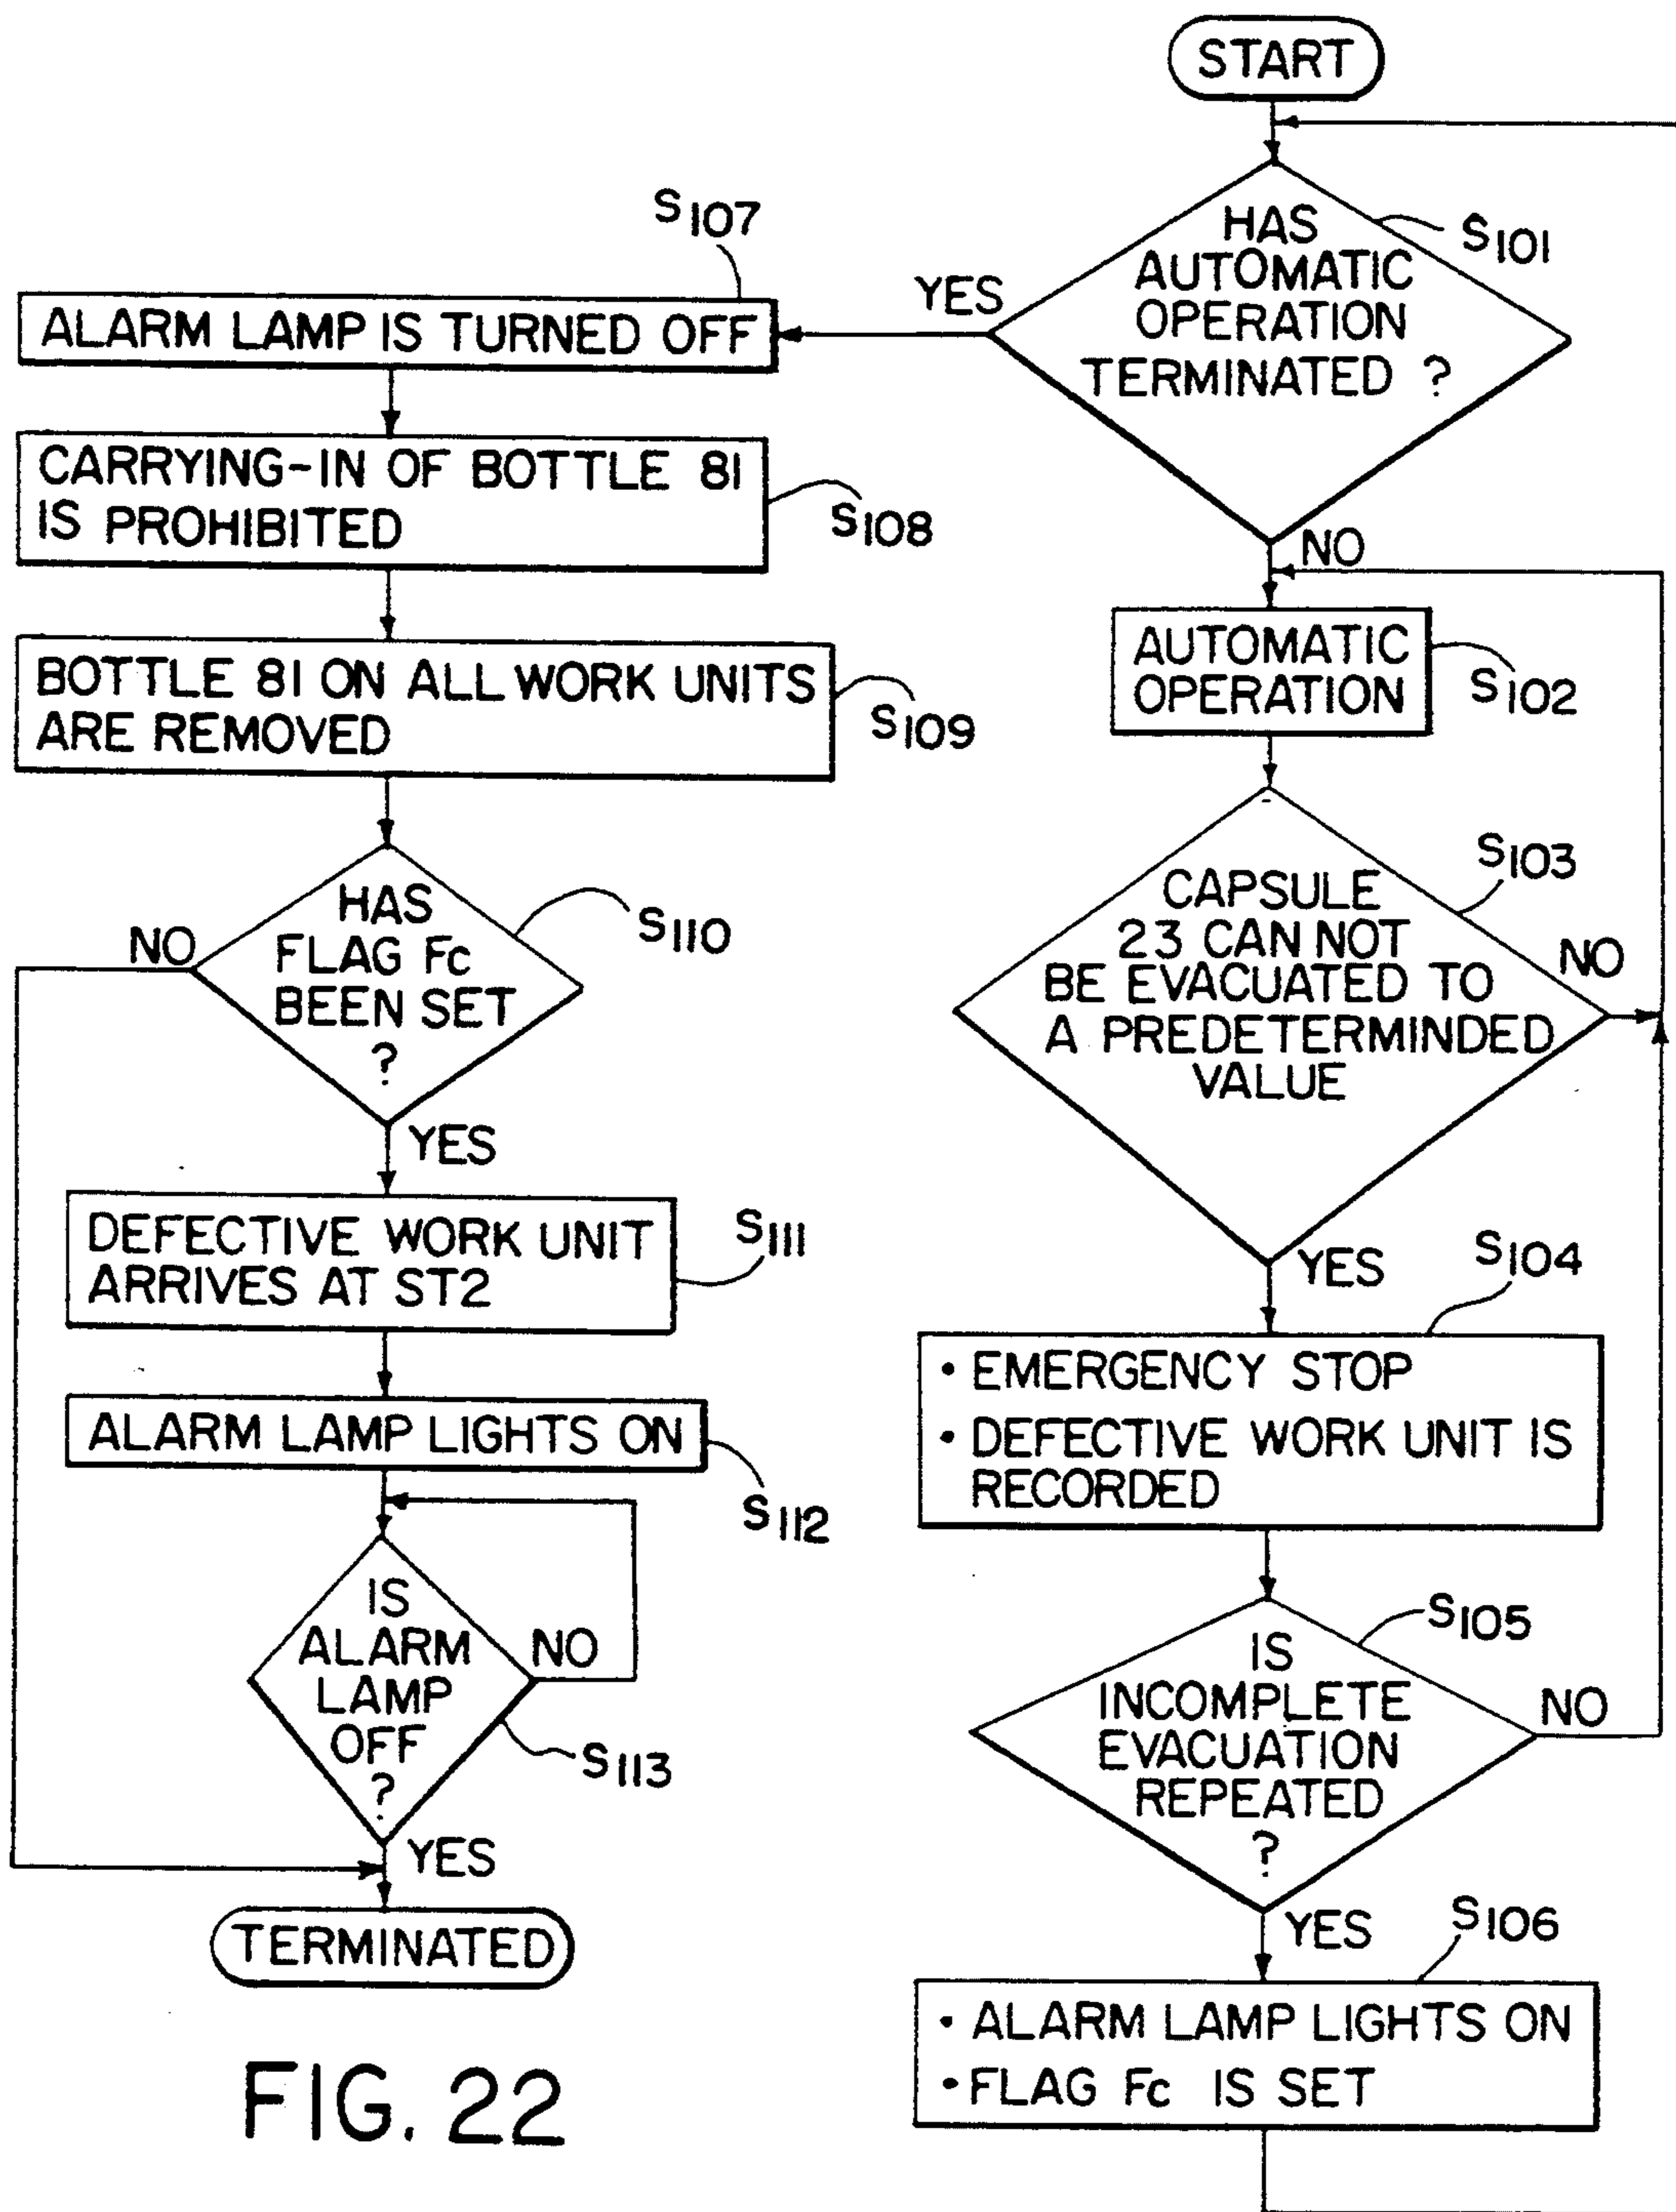 START
HAS
AUTOMATIC
OPERATION
TERMINATED ?
S101
YES
NO
AUTOMATIC
OPERATION
S102
CAPSULE
23 CAN NOT
BE EVACUATED TO
A PREDETERMINDED
VALUE
S103
NO
YES
• EMERGENCY STOP
• DEFECTIVE WORK UNIT IS
RECORDED
S104
IS
INCOMPLETE
EVACUATION
REPEATED
?
S105
NO
YES
• ALARM LAMP LIGHTS ON
• FLAG Fc IS SET
S106
S107
ALARM LAMP IS TURNED OFF
CARRYING-IN OF BOTTLE 81
IS PROHIBITED
S108
BOTTLE 81 ON ALL WORK UNITS
ARE REMOVED
S109
HAS
FLAG Fc
BEEN SET
?
S110
NO
YES
DEFECTIVE WORK UNIT
ARRIVES AT ST2
S111
ALARM LAMP LIGHTS ON
S112
IS
ALARM
LAMP
OFF
?
NO
S113
YES
TERMINATED
FIG. 22